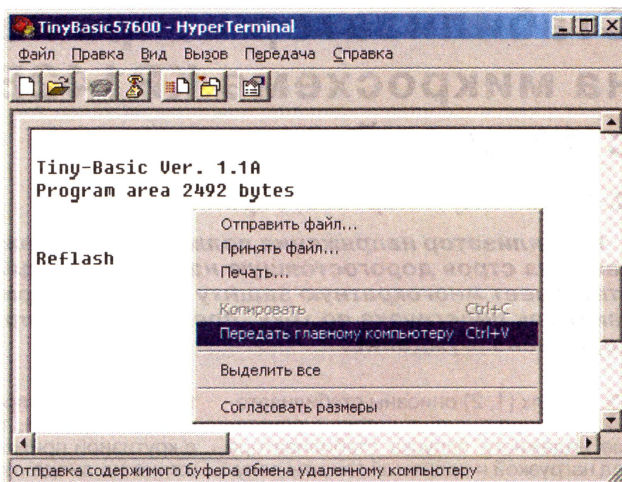 TinyBasic57600 - HyperTerminal
Файл Правка Вид Вызов Передача Справка
Tiny-Basic Ver. 1.1A
Program area 2492 bytes
Reflash
Отправить файл...
Принять файл...
Печать...
Копировать Ctrl+C
Передать главному компьютеру Ctrl+V
Выделить все
Согласовать размеры
Отправка содержимого буфера обмена удаленному компьютеру